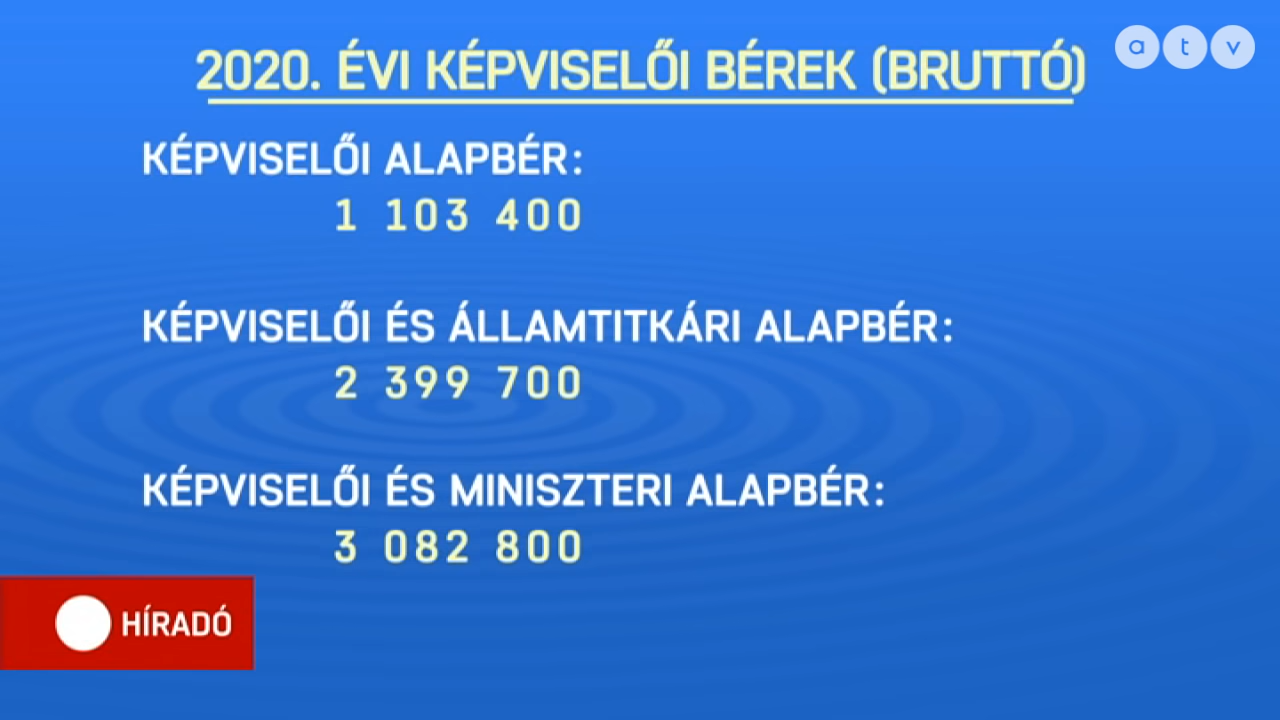 2020. ÉVI KÉPVISELŐI BÉREK (BRUTTÓ)
a t v
KÉPVISELŐI ALAPBÉR:
1 103 400
KÉPVISELŐI ÉS ÁLLAMTITKÁRI ALAPBÉR:
2 399 700
KÉPVISELŐI ÉS MINISZTERI ALAPBÉR:
3 082 800
HÍRADÓ